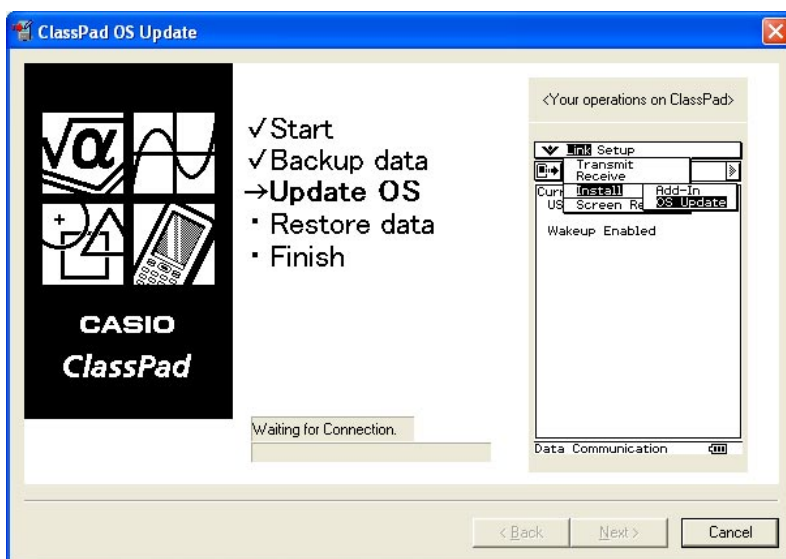 ClassPad OS Update
√α
+
CASIO
ClassPad
√Start
√Backup data
→Update OS
· Restore data
· Finish
Waiting for Connection.
<Your operations on ClassPad>
Link Setup
Transmit
Receive
Install
Add-In
Curr
US
Screen Re
OS Update
Wakeup Enabled
Data Communication
< Back
Next >
Cancel